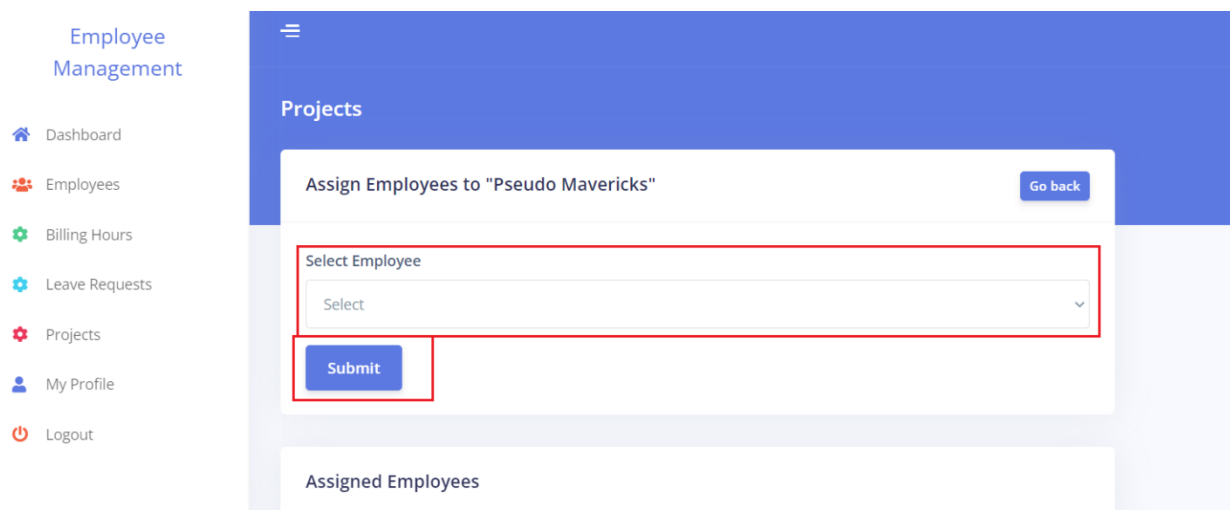 Employee
Management
Dashboard
Employees
Billing Hours
Leave Requests
Projects
My Profile
Logout
Projects
Assign Employees to "Pseudo Mavericks"
Go back
Select Employee
Select
Submit
Assigned Employees